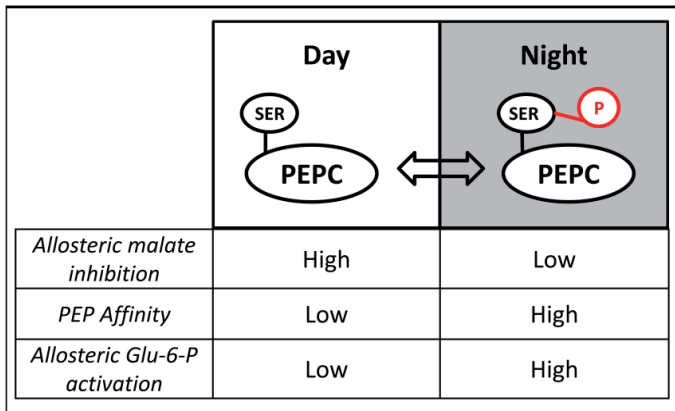 Day Night
SER SER P
PEPC PEPC
Allosteric malate
inhibition High Low
PEP Affinity Low High
Allosteric Glu-6-P
activation Low High